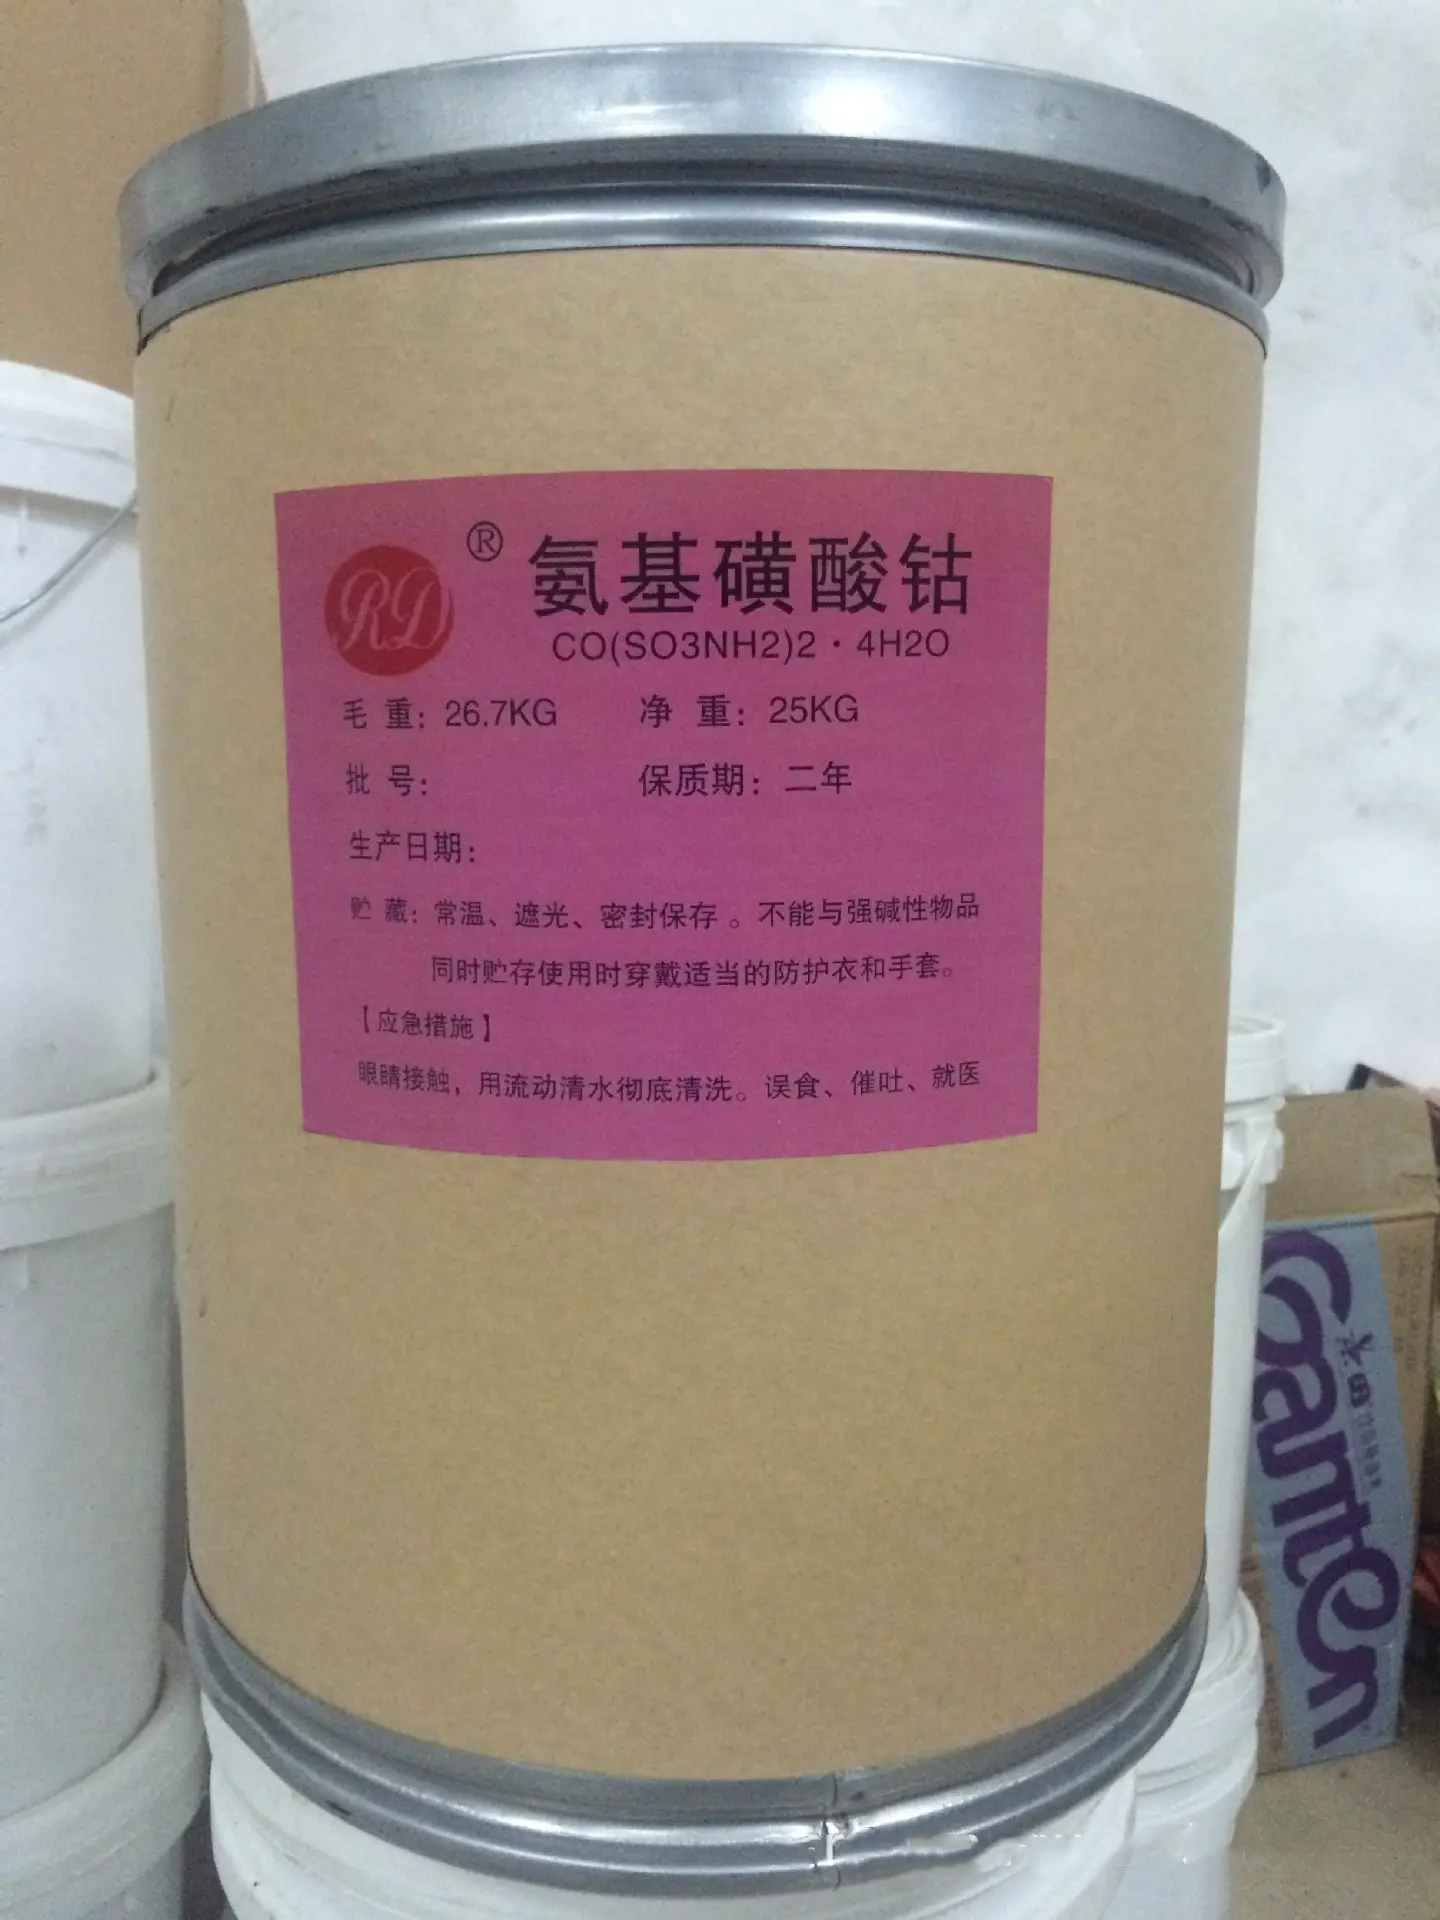 RD ® 氨基磺酸钴
CO(SO3NH2)2·4H2O
毛 重：26.7KG 净 重：25KG
批 号： 保质期：二年
生产日期：
贮 藏：常温、遮光、密封保存。不能与强碱性物品
同时贮存使用时穿戴适当的防护衣和手套。
【应急措施】
眼睛接触，用流动清水彻底清洗。误食、催吐、就医
Canten